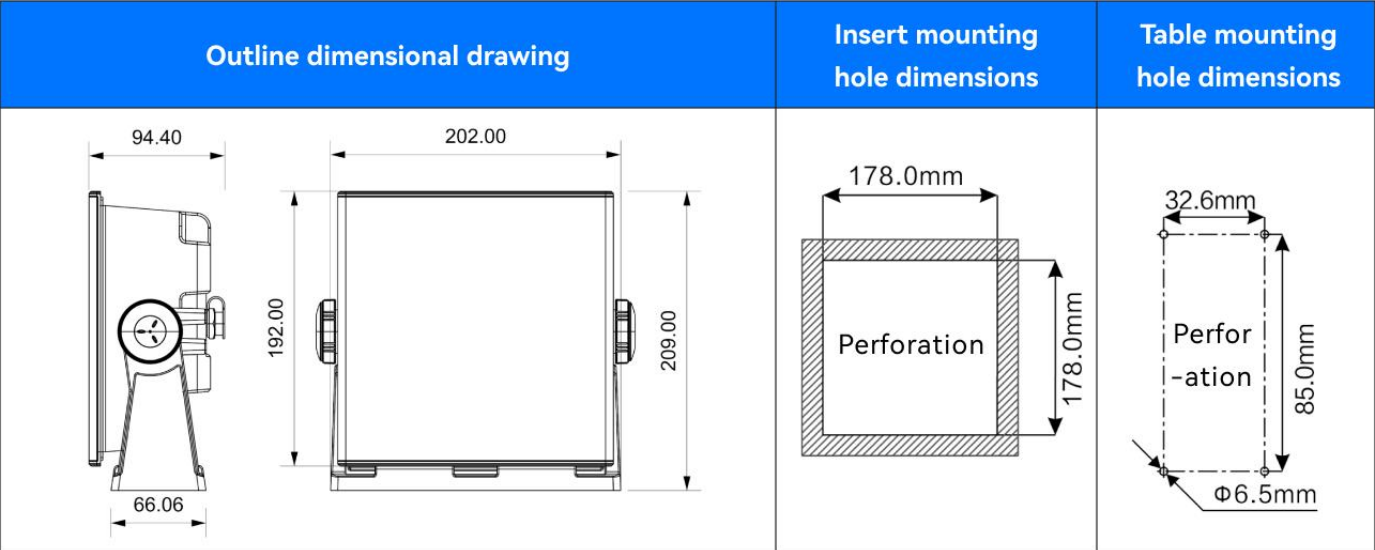 Outline dimensional drawing
Insert mounting
hole dimensions
Table mounting
hole dimensions
94.40
202.00
192.00
209.00
66.06
178.0mm
Perforation
178.0mm
32.6mm
Perfor
-ation
85.0mm
Φ6.5mm